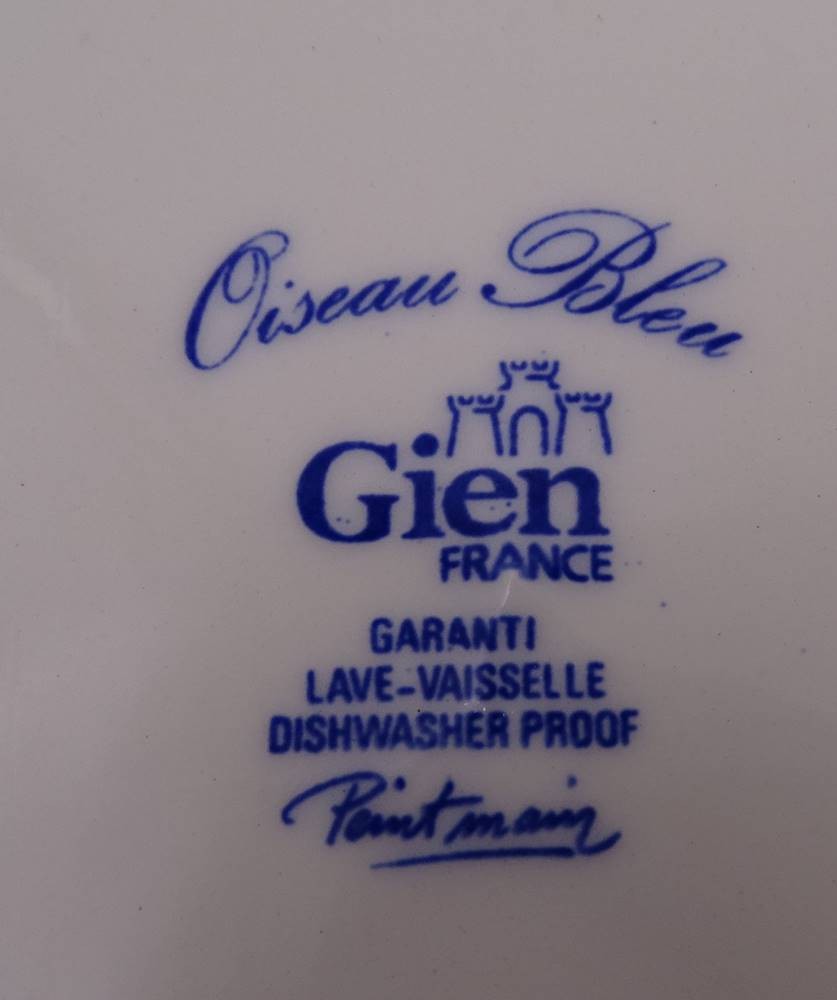 Oiseau Bleu
Gien
FRANCE
GARANTI
LAVE-VAISSELLE
DISHWASHER PROOF
Peint main